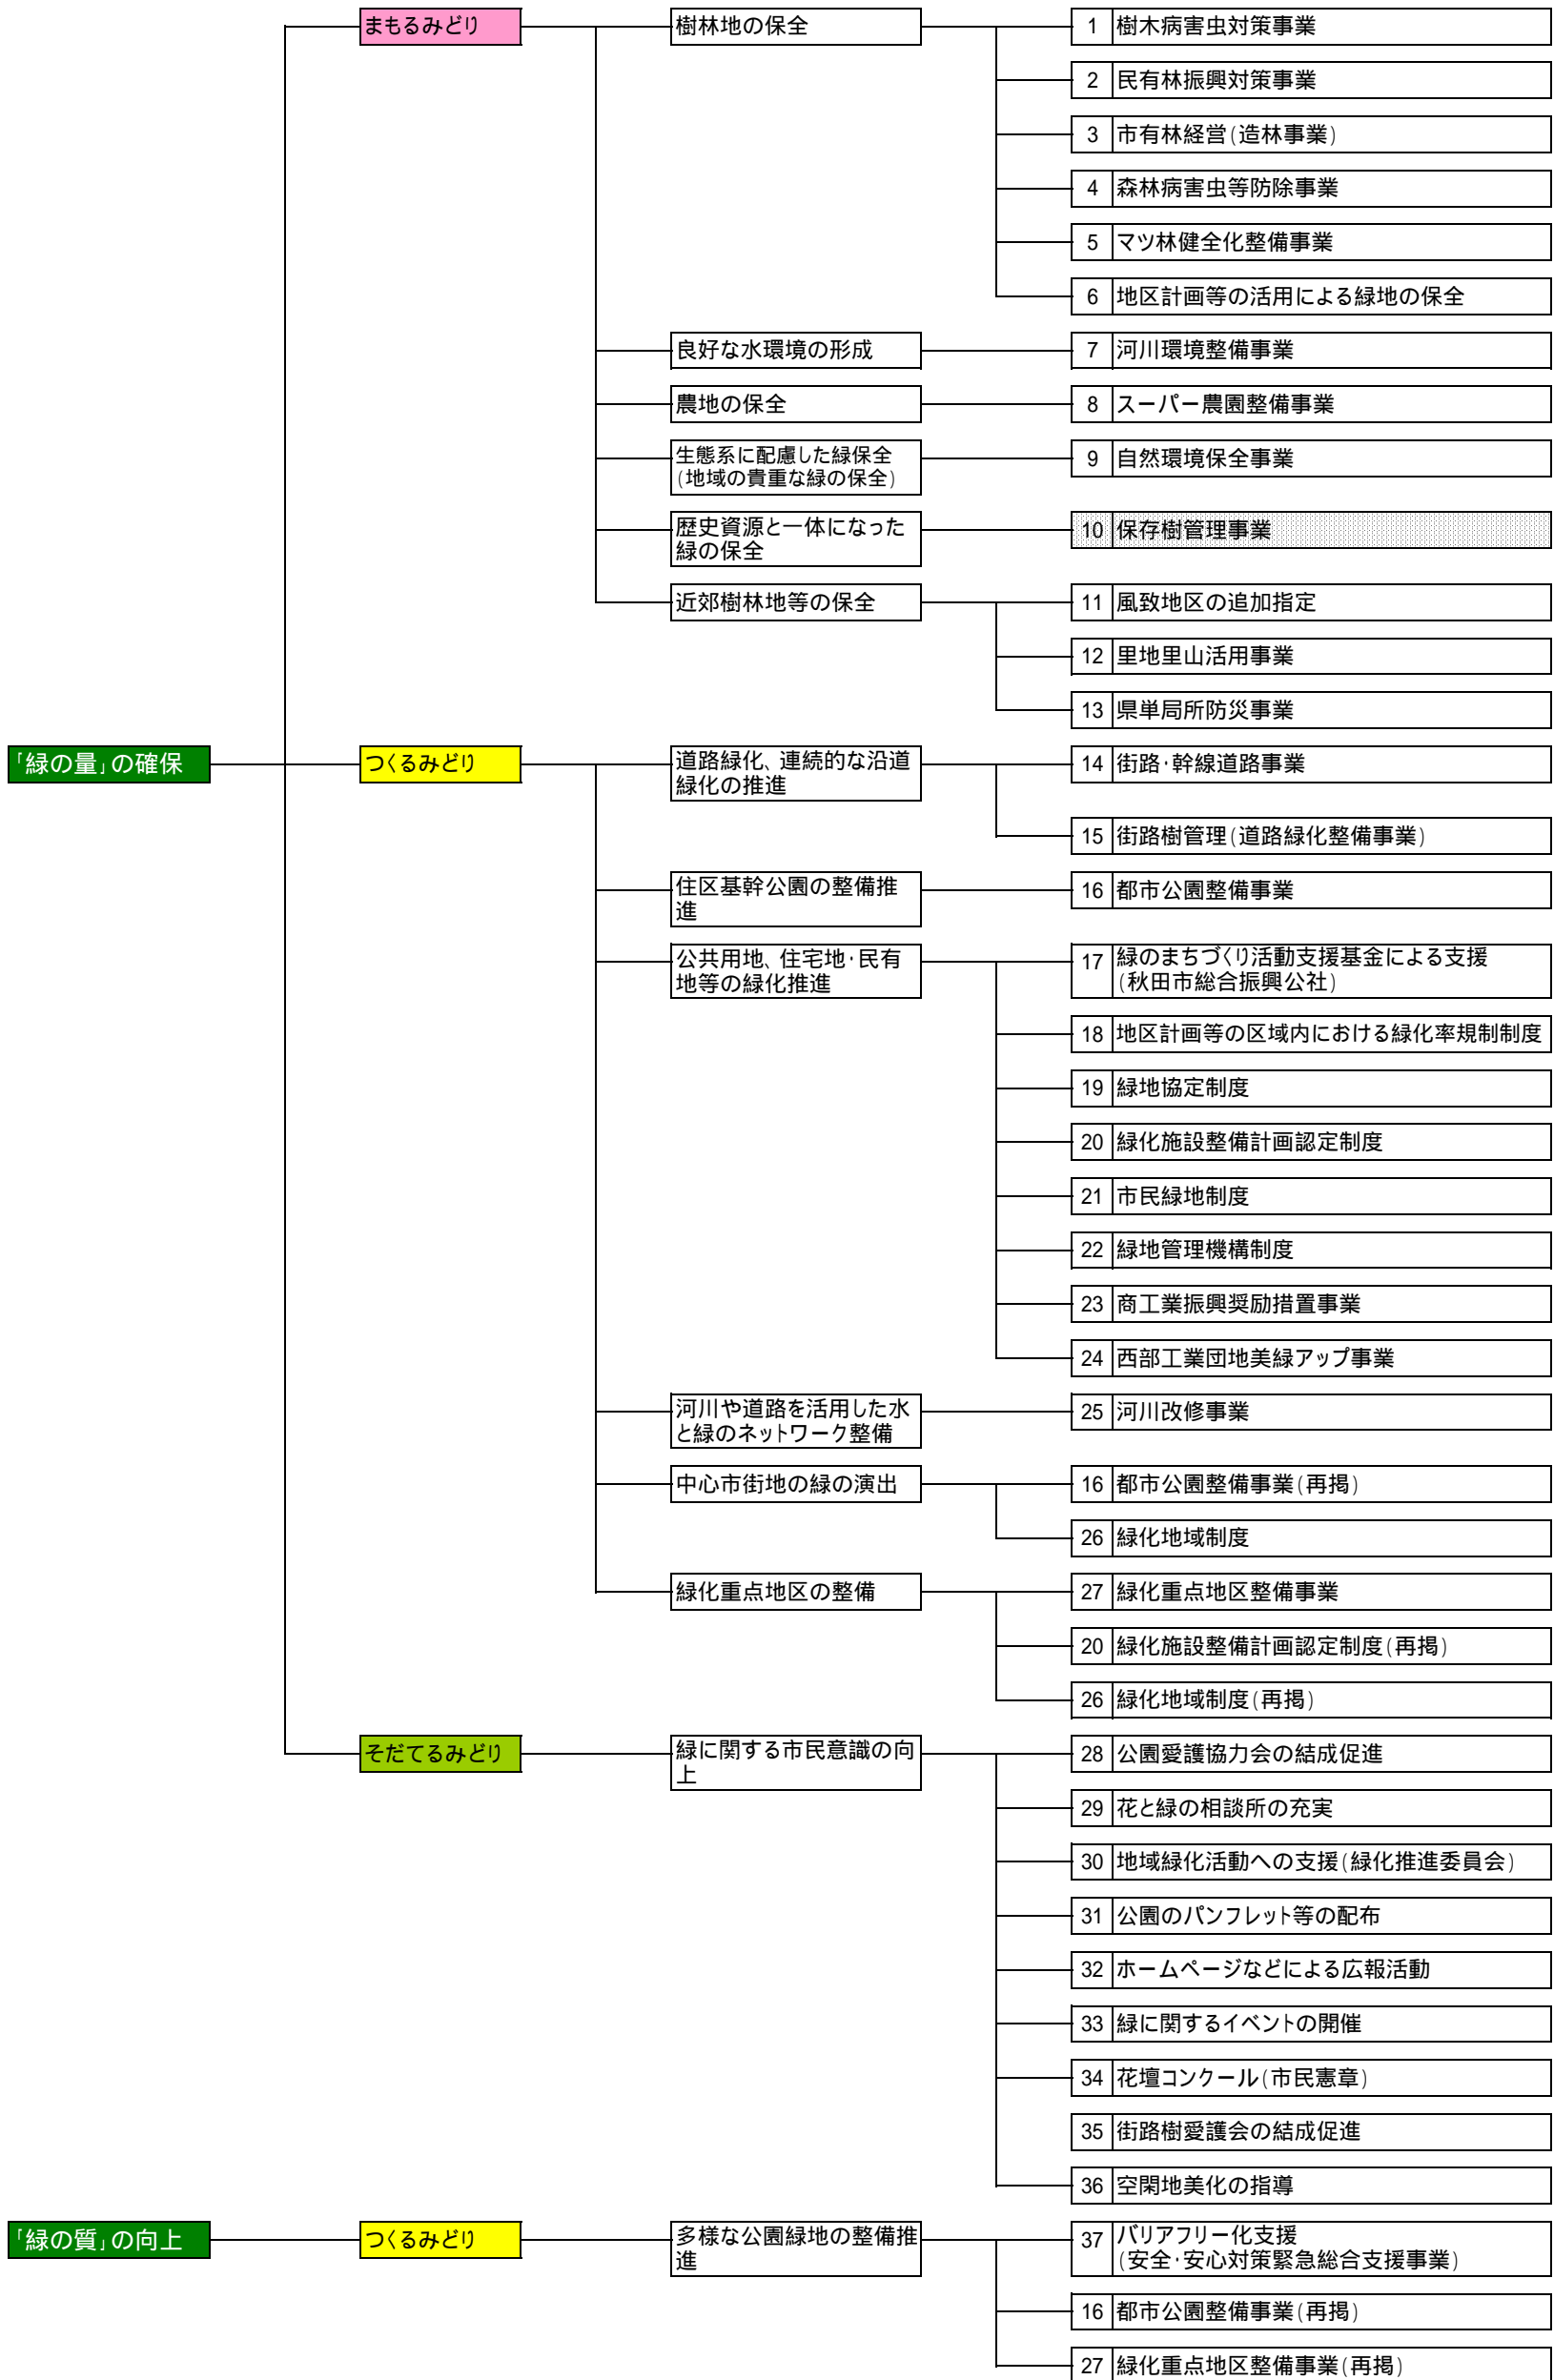 まもるみどり
樹林地の保全
1 樹木病害虫対策事業
2 民有林振興対策事業
3 市有林経営(造林事業)
4 森林病害虫等防除事業
5 マツ林健全化整備事業
6 地区計画等の活用による緑地の保全
良好な水環境の形成
7 河川環境整備事業
農地の保全
8 スーパー農園整備事業
生態系に配慮した緑保全
(地域の貴重な緑の保全)
9 自然環境保全事業
歴史資源と一体になった
緑の保全
10 保存樹管理事業
近郊樹林地等の保全
11 風致地区の追加指定
12 里地里山活用事業
13 県単局所防災事業
「緑の量」の確保
つくるみどり
道路緑化、連続的な沿道
緑化の推進
14 街路・幹線道路事業
15 街路樹管理(道路緑化整備事業)
住区基幹公園の整備推
進
16 都市公園整備事業
公共用地、住宅地・民有
地等の緑化推進
17 緑のまちづくり活動支援基金による支援
(秋田市総合振興公社)
18 地区計画等の区域内における緑化率規制制度
19 緑地協定制度
20 緑化施設整備計画認定制度
21 市民緑地制度
22 緑地管理機構制度
23 商工業振興奨励措置事業
24 西部工業団地美緑アップ事業
河川や道路を活用した水
と緑のネットワーク整備
25 河川改修事業
中心市街地の緑の演出
16 都市公園整備事業(再掲)
26 緑化地域制度
緑化重点地区の整備
27 緑化重点地区整備事業
20 緑化施設整備計画認定制度(再掲)
26 緑化地域制度(再掲)
そだてるみどり
緑に関する市民意識の向
上
28 公園愛護協力会の結成促進
29 花と緑の相談所の充実
30 地域緑化活動への支援(緑化推進委員会)
31 公園のパンフレット等の配布
32 ホームページなどによる広報活動
33 緑に関するイベントの開催
34 花壇コンクール(市民憲章)
35 街路樹愛護会の結成促進
36 空閑地美化の指導
「緑の質」の向上
つくるみどり
多様な公園緑地の整備推
進
37 バリアフリー化支援
(安全・安心対策緊急総合支援事業)
16 都市公園整備事業(再掲)
27 緑化重点地区整備事業(再掲)